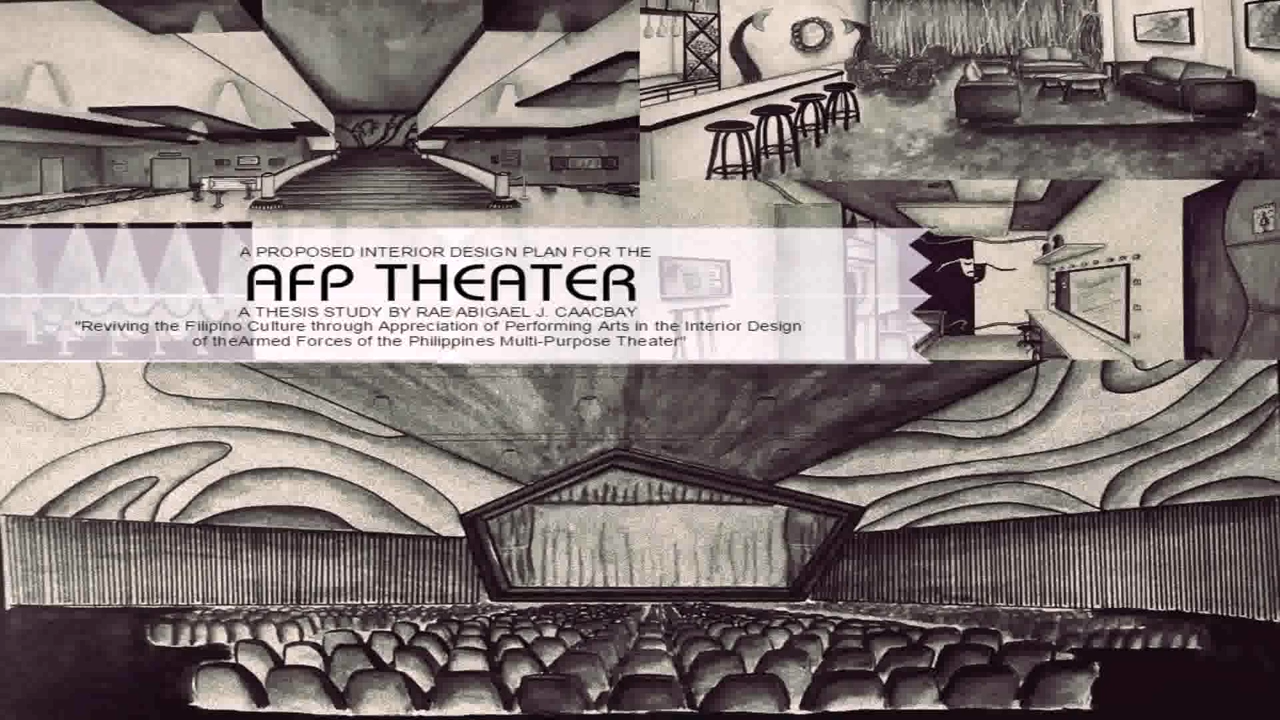 A PROPOSED INTERIOR DESIGN PLAN FOR THE
AFP THEATER
A THESIS STUDY BY RAE ABIGAEL J. CAACBAY
"Reviving the Filipino Culture through Appreciation of Performing Arts in the Interior Design
of theArmed Forces of the Philippines Multi-Purpose Theater"